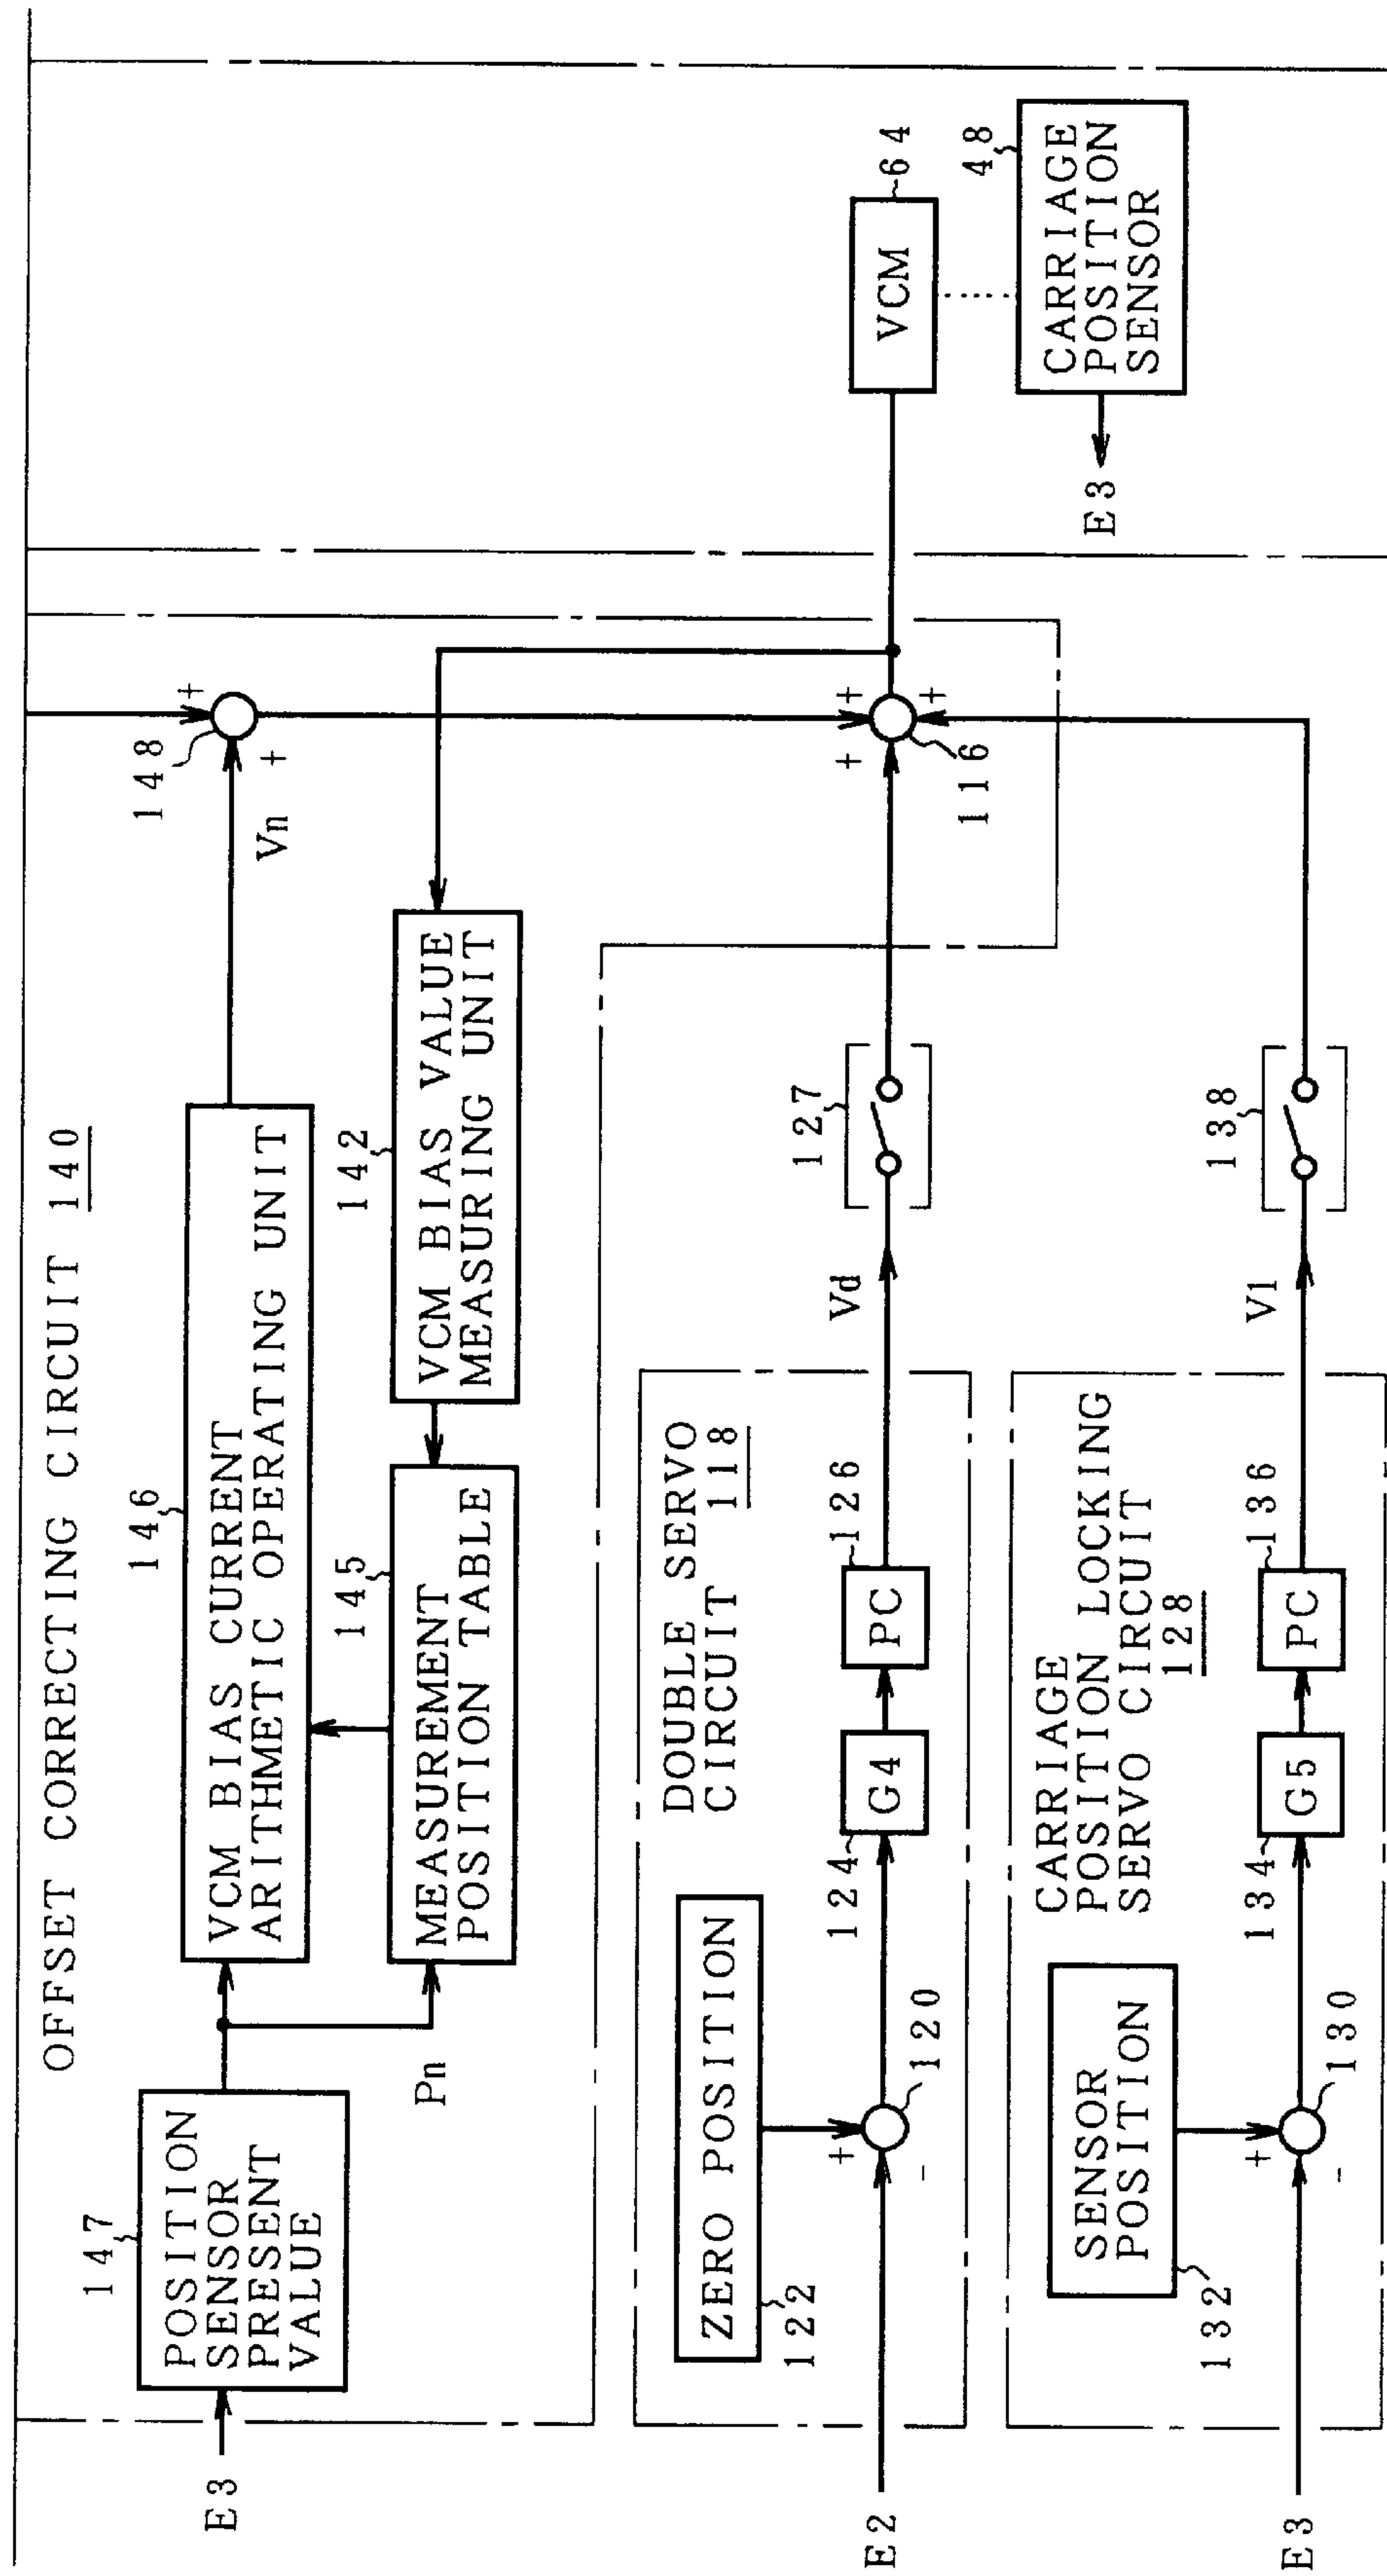 OFFSET CORRECTING CIRCUIT 140
E3
147
POSITION
SENSOR
PRESENT
VALUE
Pn
146
VCM BIAS CURRENT
ARITHMETIC OPERATING UNIT
145
MEASUREMENT
POSITION TABLE
142
VCM BIAS VALUE
MEASURING UNIT
Vn
+
+
148
DOUBLE SERVO
CIRCUIT 118
ZERO POSITION
122
E2
+
-
120
124
G4
126
PC
Vd
127
+
+
+
116
VCM
64
48
CARRIAGE
POSITION
SENSOR
E3
CARRIAGE
POSITION LOCKING
SERVO CIRCUIT
128
SENSOR
POSITION
132
E3
+
-
130
134
G5
136
PC
V1
138